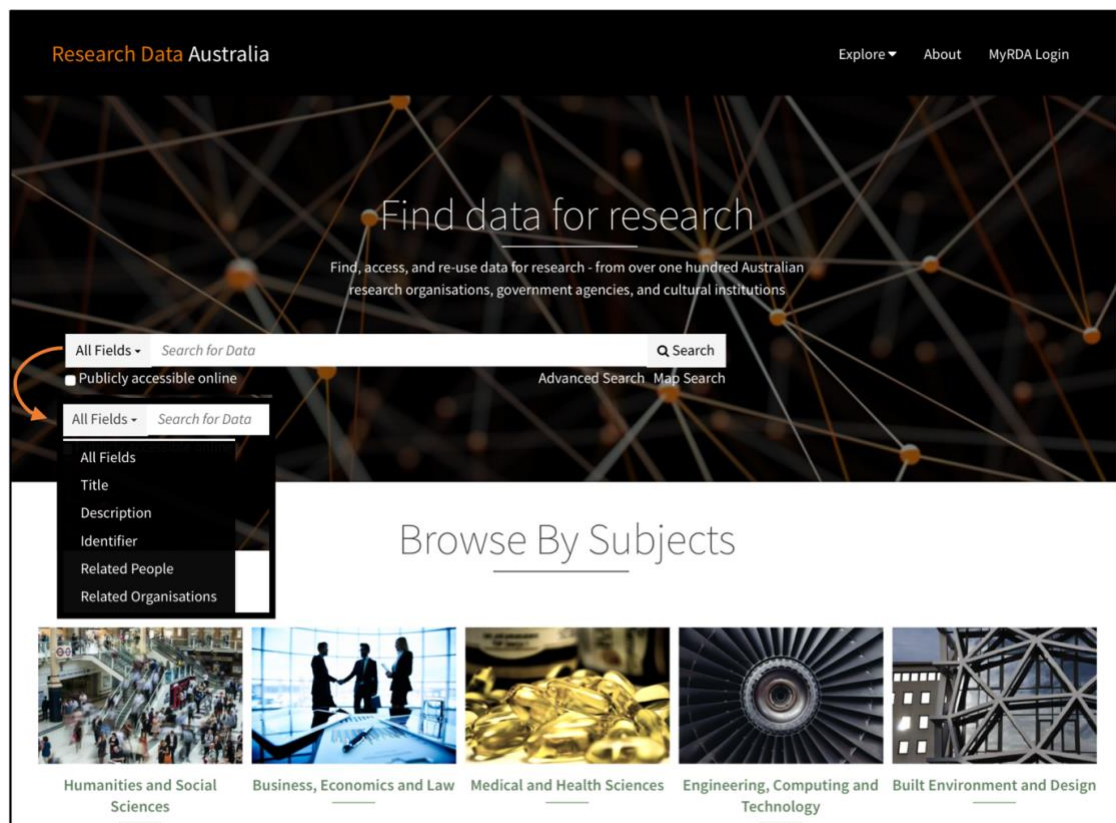 Research Data Australia
Explore About MyRDA Login
Find data for research
Find, access, and re-use data for research - from over one hundred Australian
research organisations, government agencies, and cultural institutions
All Fields Search for Data Search
Publicly accessible online Advanced Search Map Search
All Fields Search for Data
All Fields
Title
Description
Identifier
Related People
Related Organisations
Browse By Subjects
Humanities and Social
Sciences
Business, Economics and Law
Medical and Health Sciences
Engineering, Computing and
Technology
Built Environment and Design